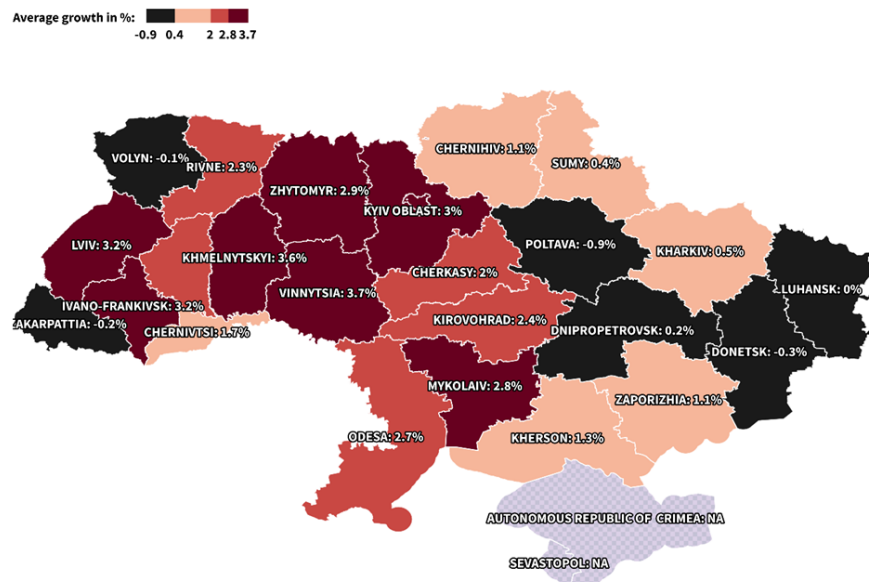 Average growth in %:
-0.9 0.4 2 2.8 3.7
CHERNIHIV: 1.1%
SUMY: 0.4%
VOLYN: -0.1%
RIVNE: 2.3%
ZHYTOMYR: 2.9%
KYIV OBLAST: 3%
LVIV: 3.2%
KHMELNYTSKYI: 3.6%
POLTAVA: -0.9%
KHARKIV: 0.5%
CHERKASY: 2%
VINNYTSIA: 3.7%
LUHANSK: 0%
IVANO-FRANKIVSK: 3.2%
ZAKARPATTIA: -0.2%
CHERNIVTSI: 1.7%
KIROVOHRAD: 2.4%
DNIPROPETROVSK: 0.2%
DONETSK: -0.3%
MYKOLAIV: 2.8%
ZAPORIZHIA: 1.1%
ODESA: 2.7%
KHERSON: 1.3%
AUTONOMOUS REPUBLIC OF CRIMEA: NA
SEVASTOPOL: NA